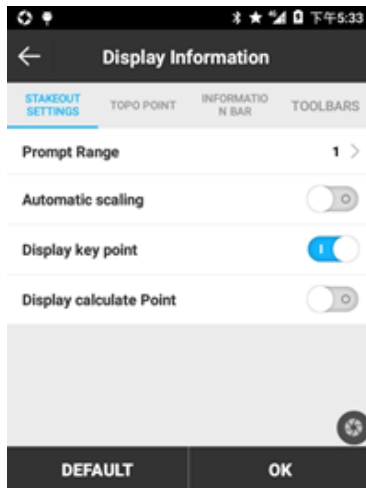 下午5:33
Display Information
STAKEOUT
SETTINGS
TOPO POINT
INFORMATIO
N BAR
TOOLBARS
Prompt Range 1
Automatic scaling
Display key point
Display calculate Point
DEFAULT OK